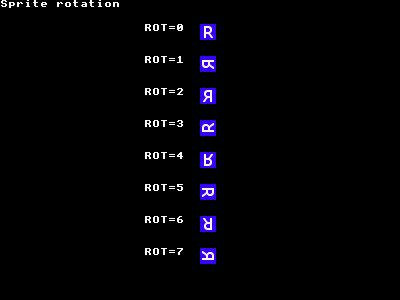 Sprite rotation
ROT=0 R
ROT=1 R
ROT=2 R
ROT=3 R
ROT=4 R
ROT=5 R
ROT=6 R
ROT=7 R